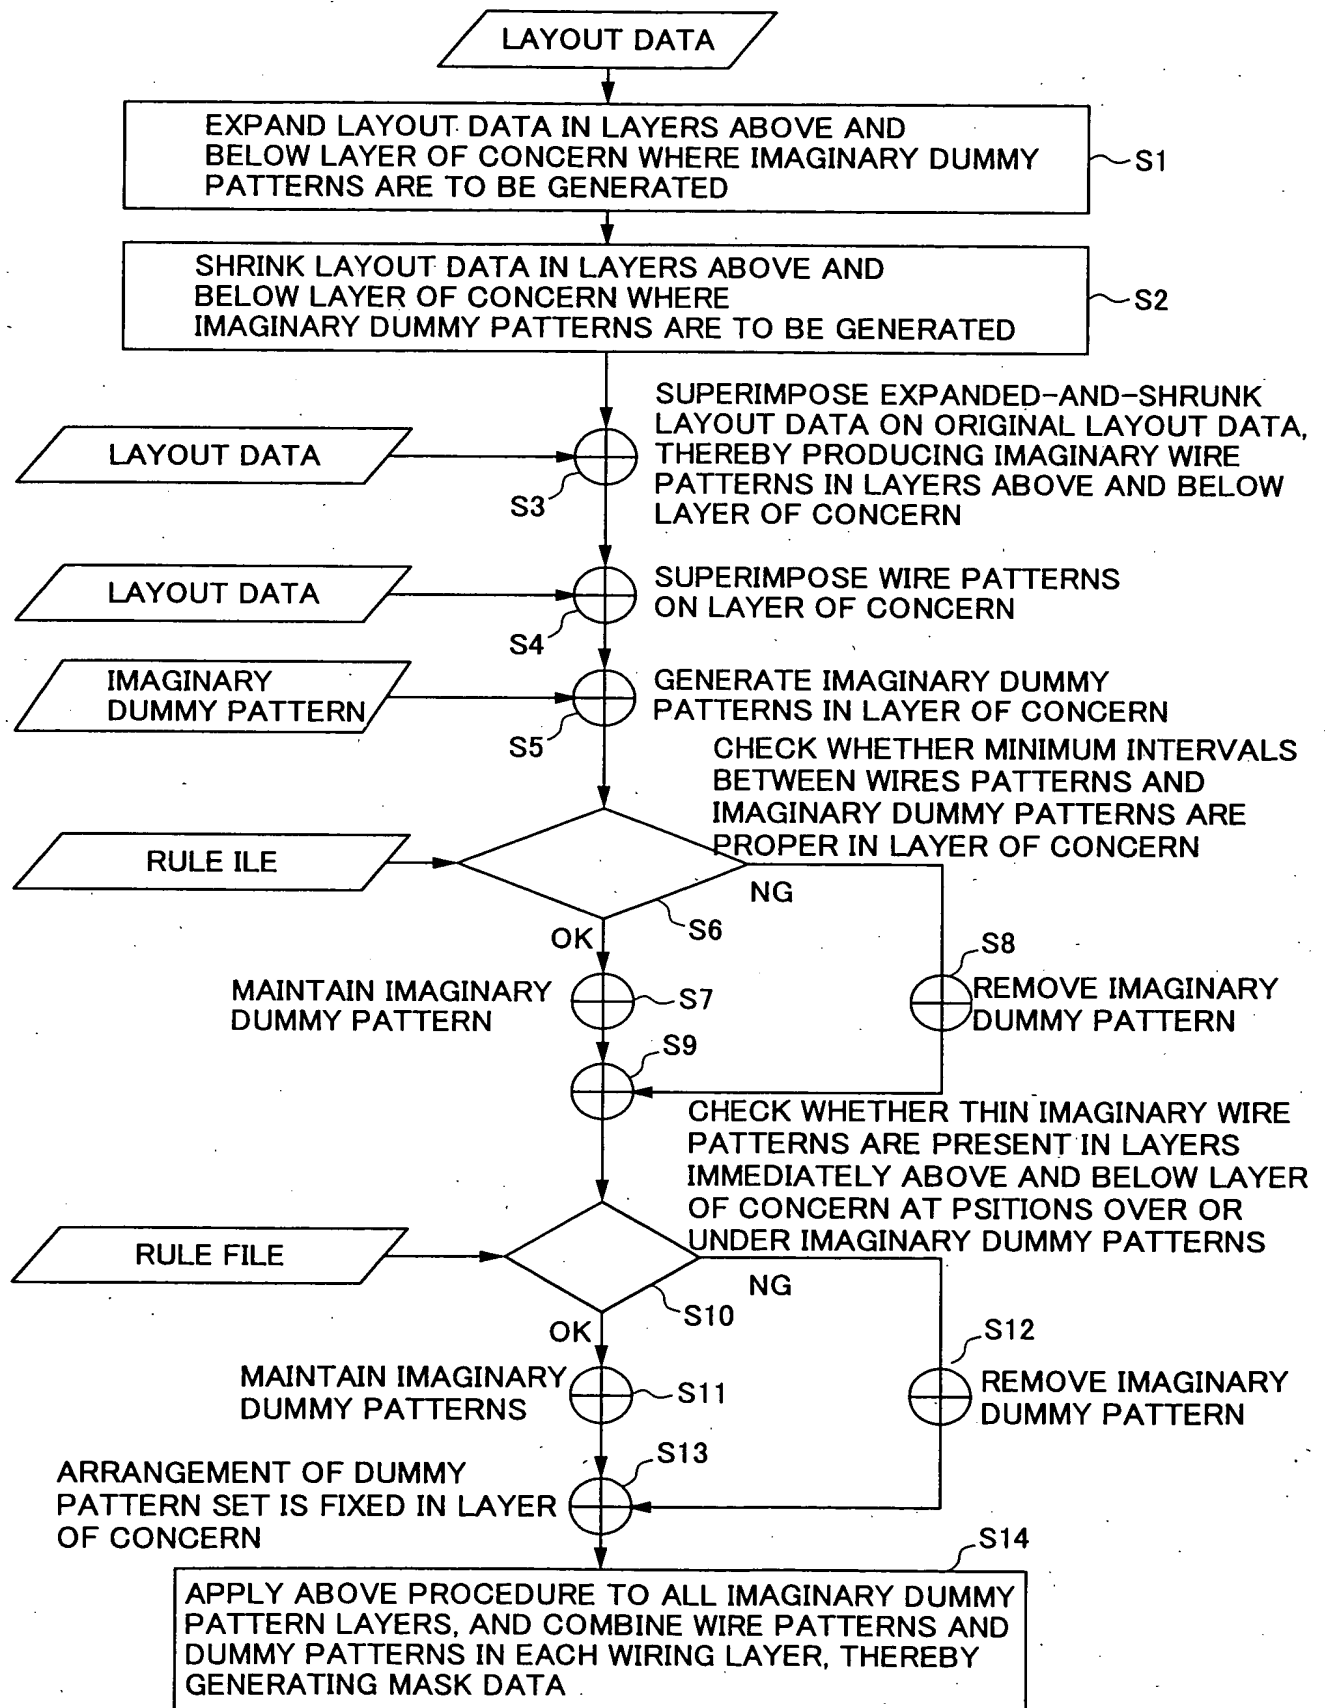 LAYOUT DATA
EXPAND LAYOUT DATA IN LAYERS ABOVE AND
BELOW LAYER OF CONCERN WHERE IMAGINARY DUMMY
PATTERNS ARE TO BE GENERATED
S1
SHRINK LAYOUT DATA IN LAYERS ABOVE AND
BELOW LAYER OF CONCERN WHERE
IMAGINARY DUMMY PATTERNS ARE TO BE GENERATED
S2
SUPERIMPOSE EXPANDED-AND-SHRUNK
LAYOUT DATA ON ORIGINAL LAYOUT DATA,
THEREBY PRODUCING IMAGINARY WIRE
PATTERNS IN LAYERS ABOVE AND BELOW
LAYER OF CONCERN
LAYOUT DATA
S3
LAYOUT DATA
SUPERIMPOSE WIRE PATTERNS
ON LAYER OF CONCERN
S4
IMAGINARY
DUMMY PATTERN
GENERATE IMAGINARY DUMMY
PATTERNS IN LAYER OF CONCERN
S5
CHECK WHETHER MINIMUM INTERVALS
BETWEEN WIRES PATTERNS AND
IMAGINARY DUMMY PATTERNS ARE
PROPER IN LAYER OF CONCERN
RULE ILE
NG
S6
OK
S8
MAINTAIN IMAGINARY
DUMMY PATTERN
S7
REMOVE IMAGINARY
DUMMY PATTERN
S9
CHECK WHETHER THIN IMAGINARY WIRE
PATTERNS ARE PRESENT IN LAYERS
IMMEDIATELY ABOVE AND BELOW LAYER
OF CONCERN AT PSITIONS OVER OR
UNDER IMAGINARY DUMMY PATTERNS
RULE FILE
NG
S10
OK
S12
MAINTAIN IMAGINARY
DUMMY PATTERNS
S11
REMOVE IMAGINARY
DUMMY PATTERN
S13
ARRANGEMENT OF DUMMY
PATTERN SET IS FIXED IN LAYER
OF CONCERN
S14
APPLY ABOVE PROCEDURE TO ALL IMAGINARY DUMMY
PATTERN LAYERS, AND COMBINE WIRE PATTERNS AND
DUMMY PATTERNS IN EACH WIRING LAYER, THEREBY
GENERATING MASK DATA